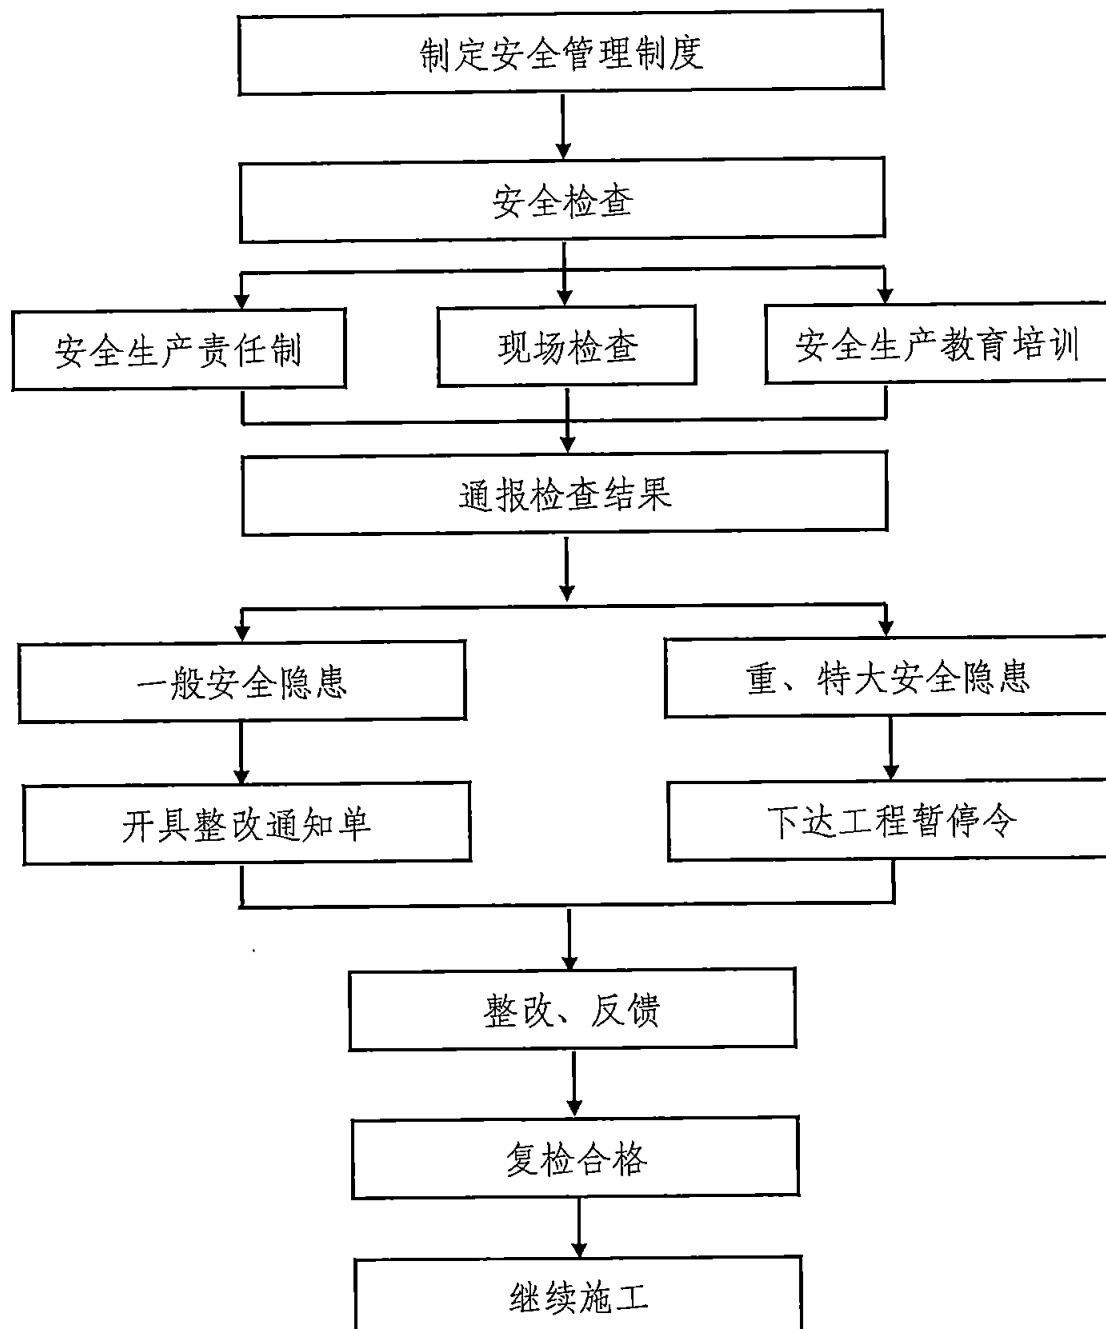 制定安全管理制度
安全检查
安全生产责任制
现场检查
安全生产教育培训
通报检查结果
一般安全隐患
重、特大安全隐患
开具整改通知单
下达工程暂停令
整改、反馈
复检合格
继续施工